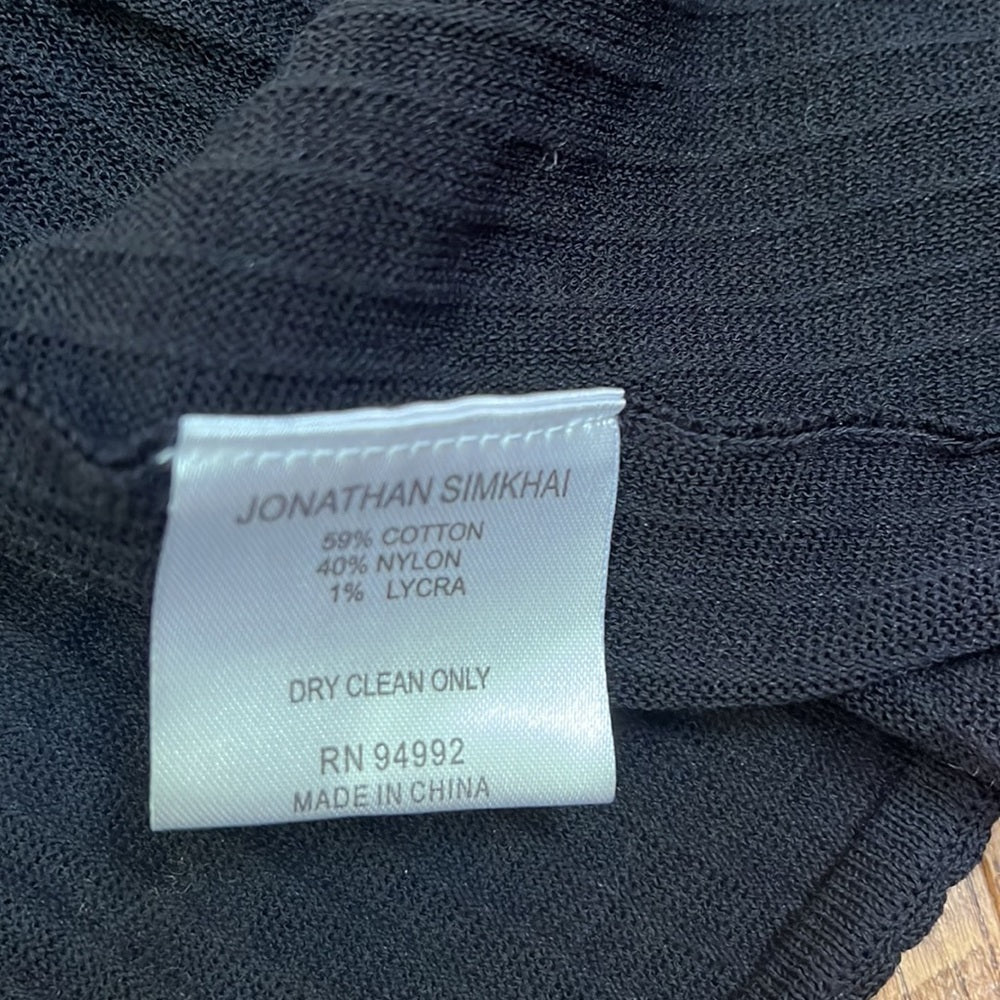 JONATHAN SIMKHAI
59% COTTON
40% NYLON
1% LYCRA
DRY CLEAN ONLY
RN 94992
MADE IN CHINA